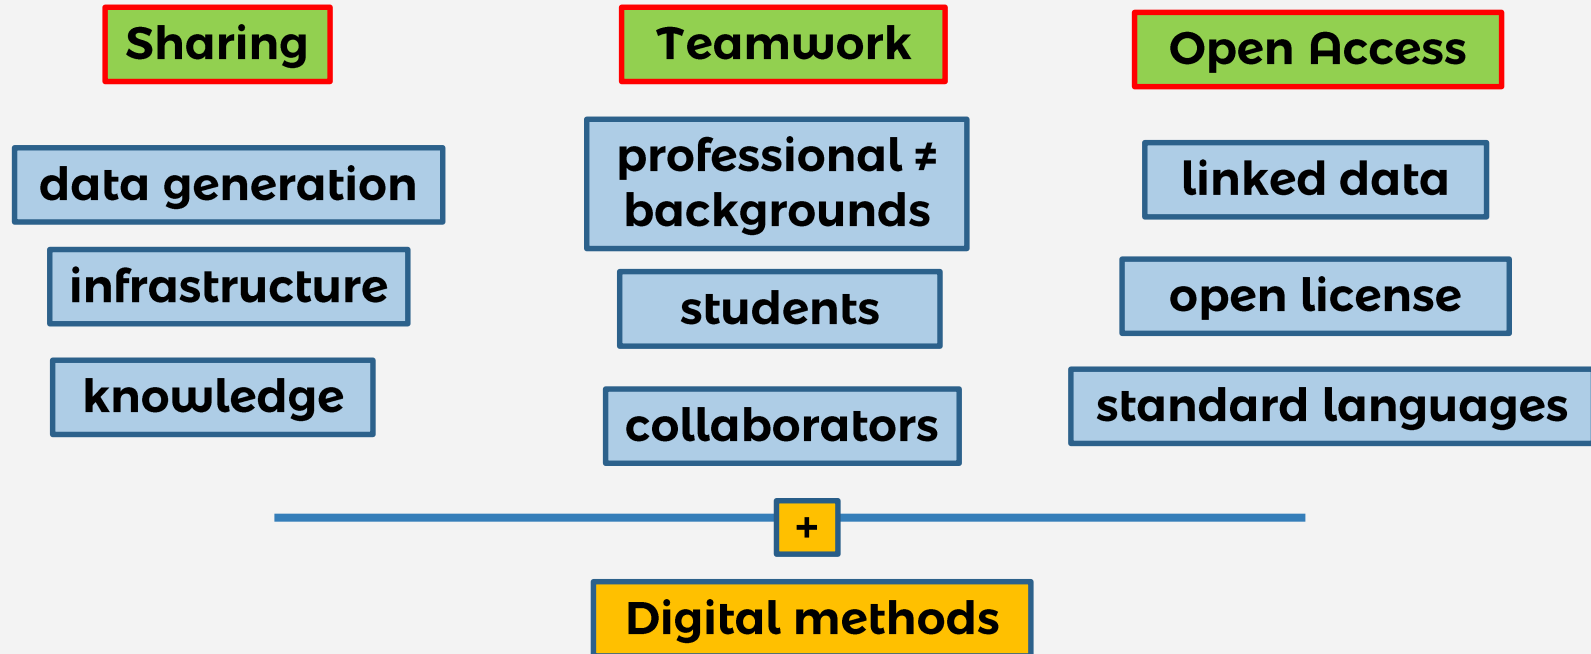 Sharing
data generation
infrastructure
knowledge
Teamwork
professional ≠
backgrounds
students
collaborators
Open Access
linked data
open license
standard languages
+
Digital methods